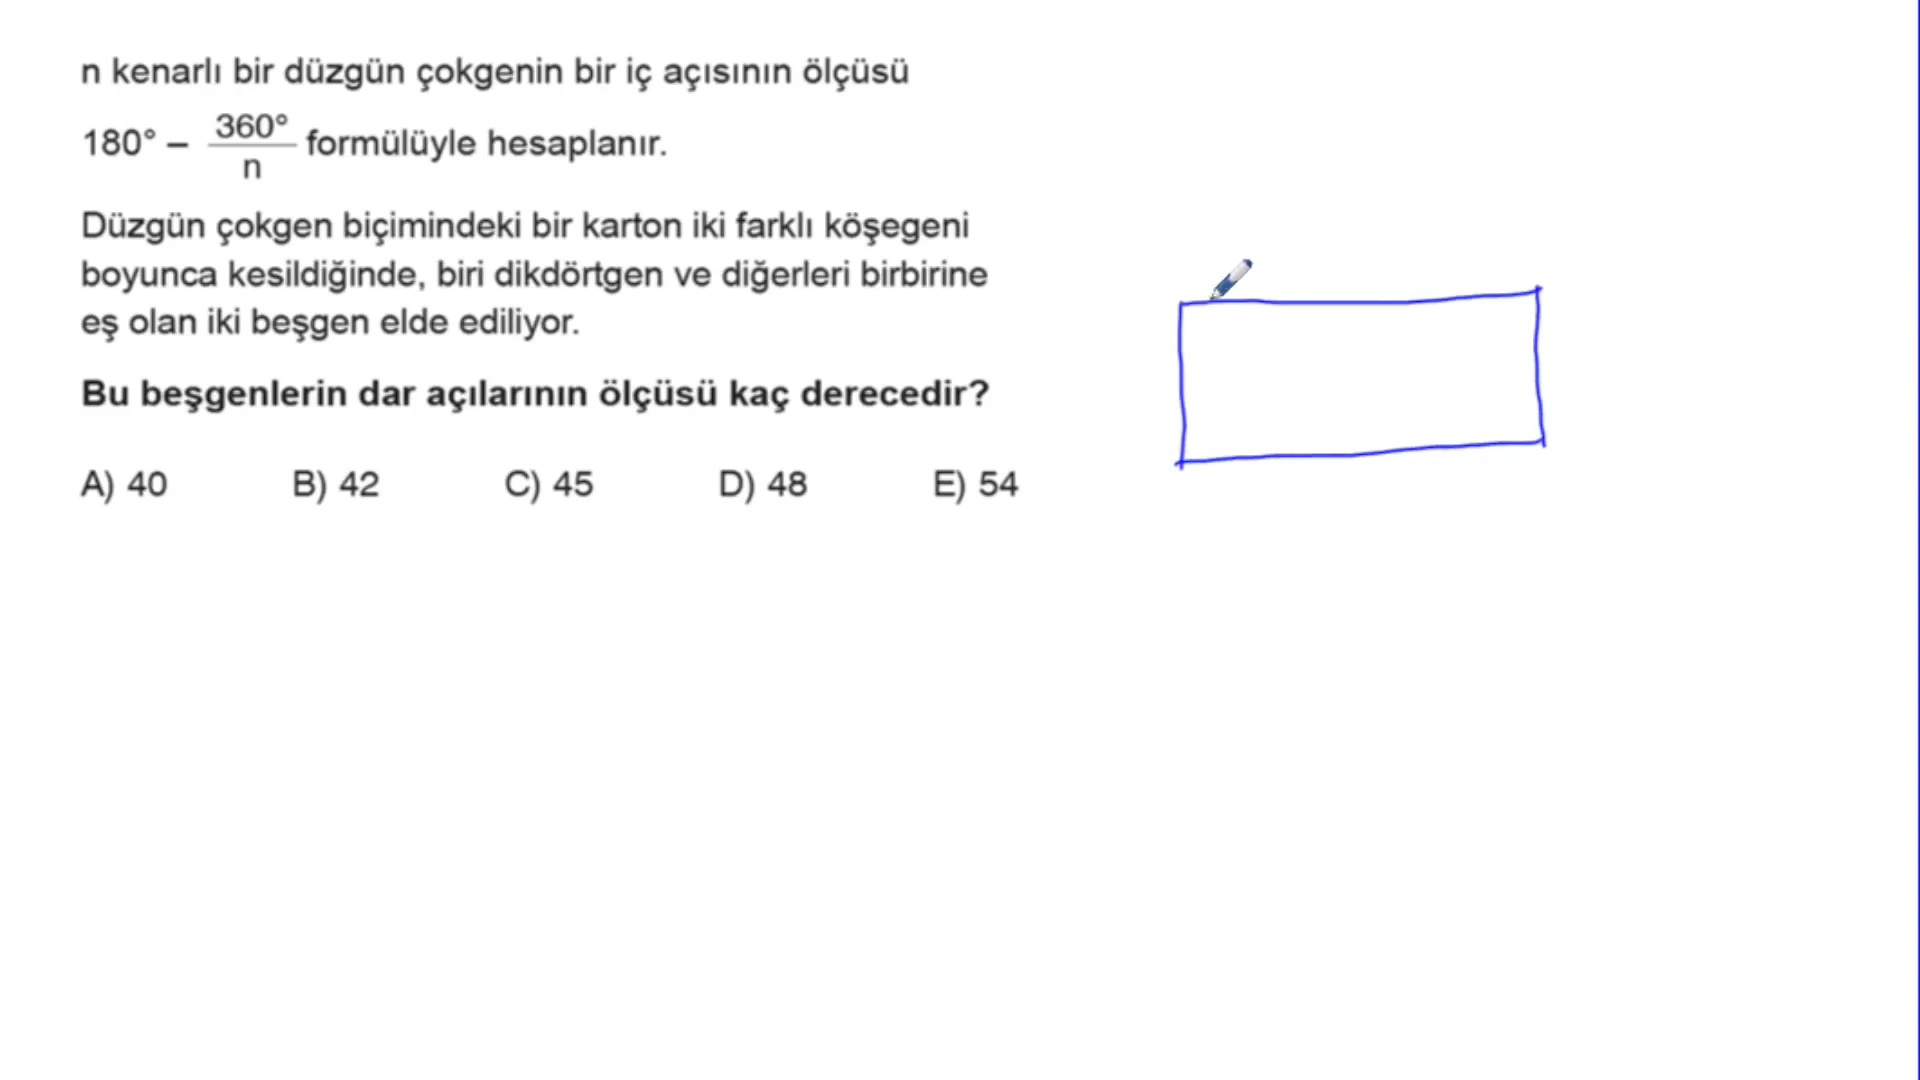 n kenarlı bir düzgün çokgenin bir iç açısının ölçüsü
180° – 360°/n formülüyle hesaplanır.
Düzgün çokgen biçimindeki bir karton iki farklı köşegeni
boyunca kesildiğinde, biri dikdörtgen ve diğerleri birbirine
eş olan iki beşgen elde ediliyor.
Bu beşgenlerin dar açılarının ölçüsü kaç derecedir?
A) 40 B) 42 C) 45 D) 48 E) 54